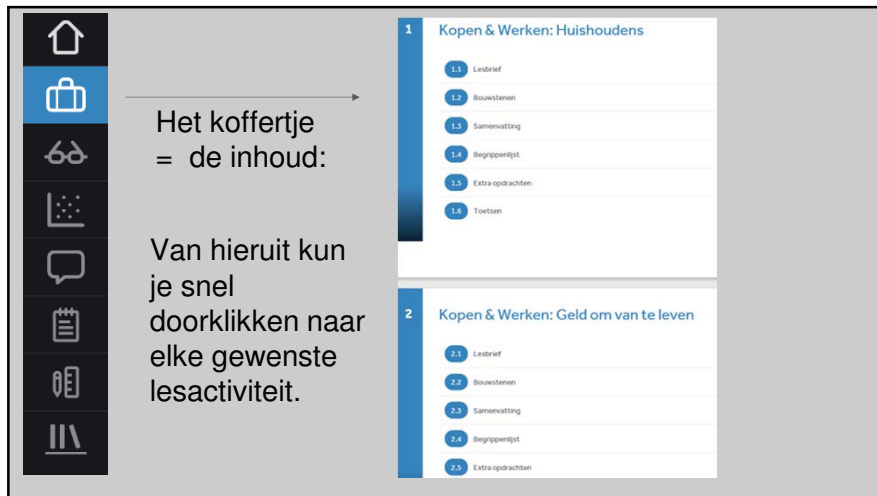 Het koffertje
= de inhoud:
Van hieruit kun
je snel
doorklikken naar
elke gewenste
lesactiviteit.
1 Kopen & Werken: Huishoudens
1.1 Lesbrief
1.2 Bouwstenen
1.3 Samenvatting
1.4 Begrippenlijst
1.5 Extra opdrachten
1.6 Toetsen
2 Kopen & Werken: Geld om van te leven
2.1 Lesbrief
2.2 Bouwstenen
2.3 Samenvatting
2.4 Begrippenlijst
2.5 Extra opdrachten